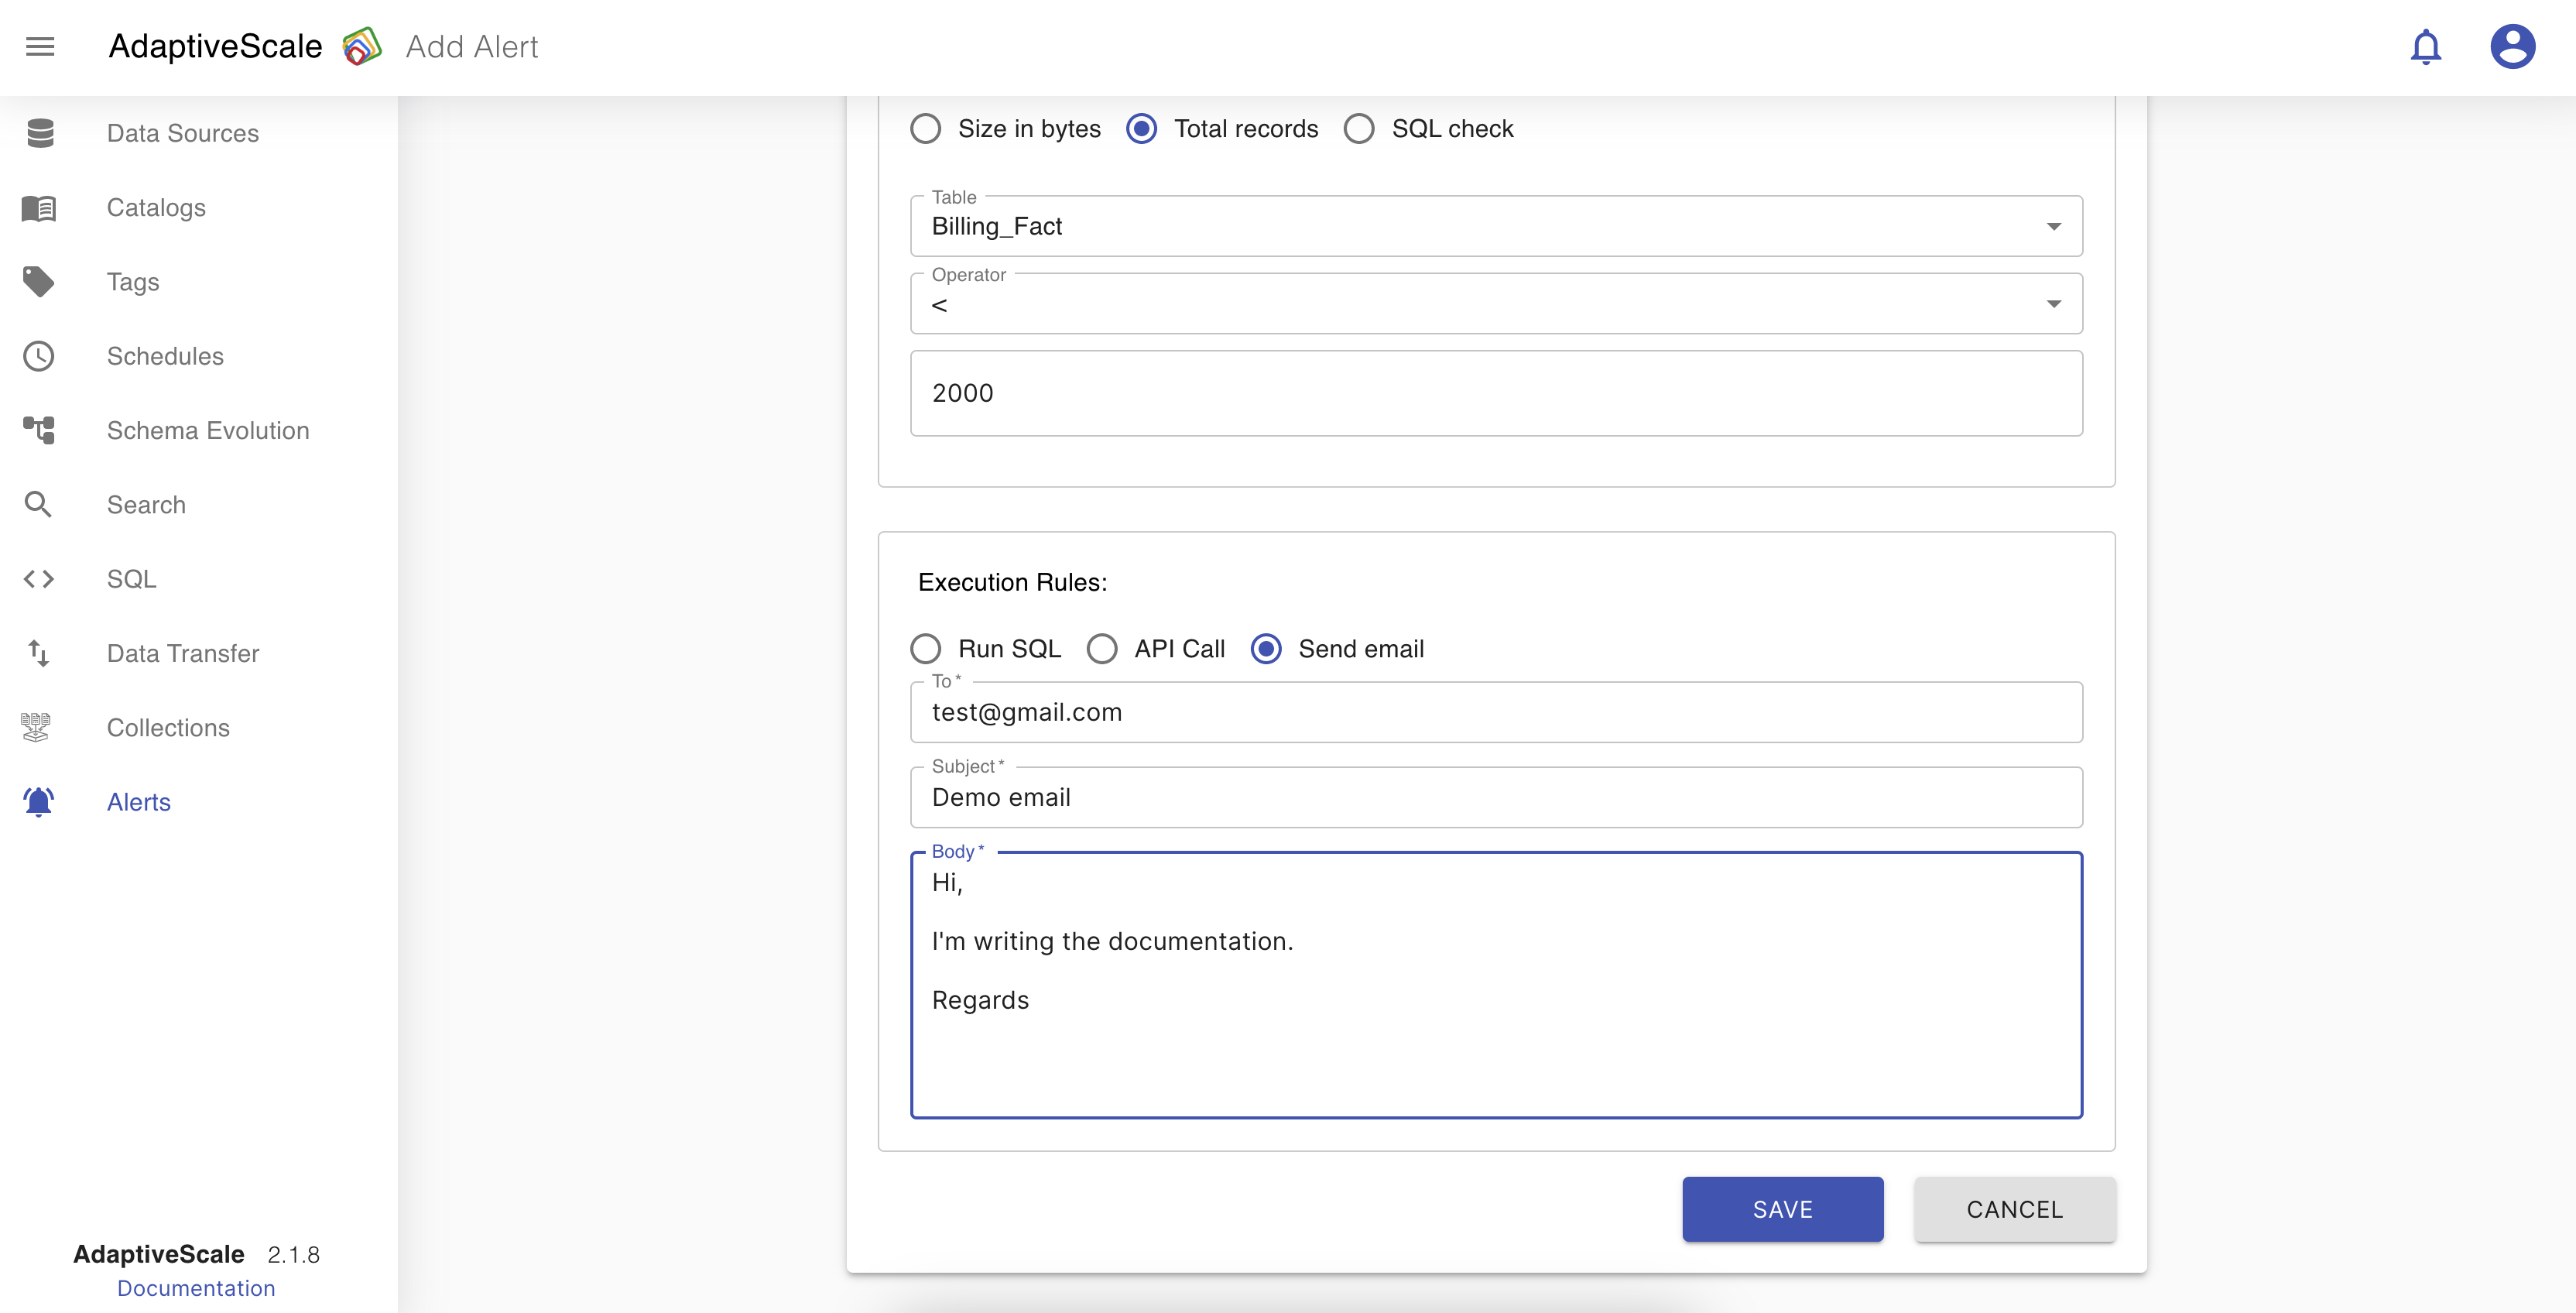 AdaptiveScale Add Alert
Data Sources
Catalogs
Tags
Schedules
Schema Evolution
Search
SQL
Data Transfer
Collections
Alerts
AdaptiveScale 2.1.8
Documentation
Size in bytes Total records SQL check
Table
Billing_Fact
Operator
<
2000
Execution Rules:
Run SQL API Call Send email
To *
test@gmail.com
Subject *
Demo email
Body *
Hi,
I'm writing the documentation.
Regards
SAVE CANCEL